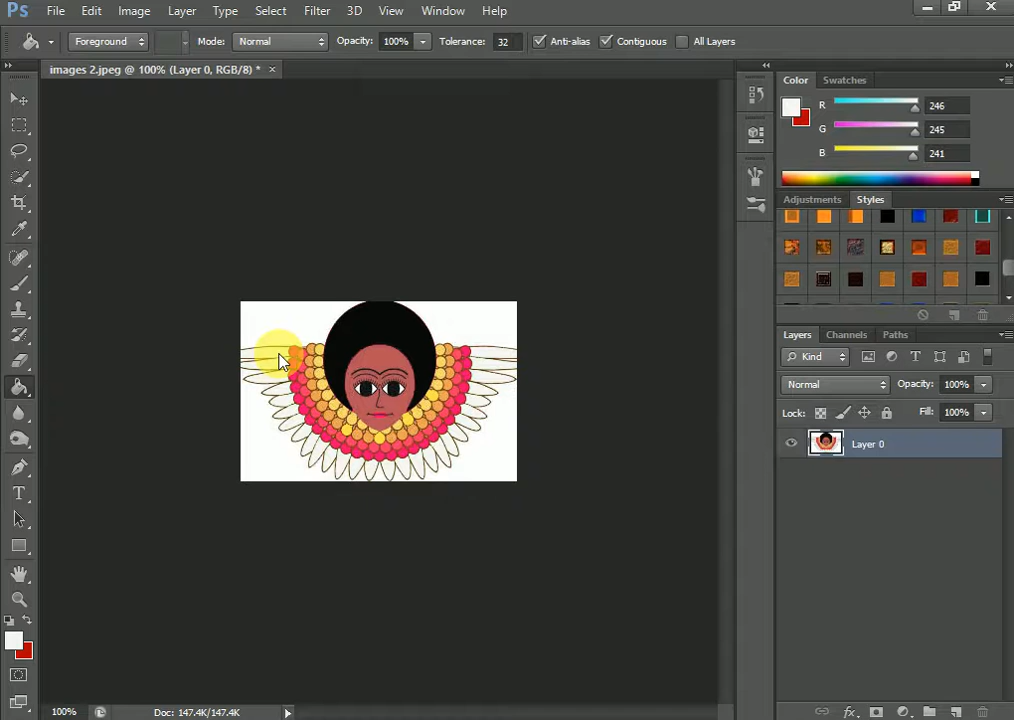 Ps File Edit Image Layer Type Select Filter 3D View Window Help
Foreground Mode: Normal Opacity: 100% Tolerance: 32 Anti-alias Contiguous All Layers
images 2.jpeg @ 100% (Layer 0, RGB/8) * ×
Color Swatches
R 246
G 245
B 241
Adjustments Styles
Layers Channels Paths
Kind
Normal Opacity: 100%
Lock: Fill: 100%
Layer 0
T
fx
100% Doc: 147.4K/147.4K